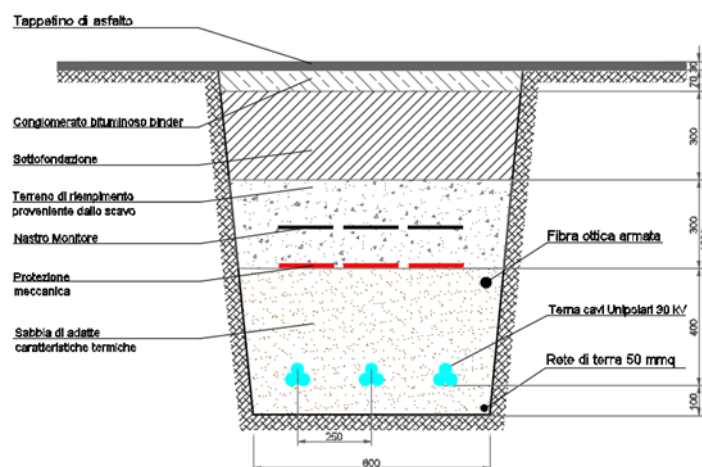 Tappetino di asfalto
Conglomerato bituminoso binder
Sottofondazione
Terreno di riempimento
proveniente dallo scavo
Nastro Monitore
Protezione
meccanica
Sabbia di adatte
caratteristiche termiche
Fibra ottica armata
Terna cavi Unipolari 30 kV
Rete di terra 50 mmq
30
70
300
300
400
100
250
600